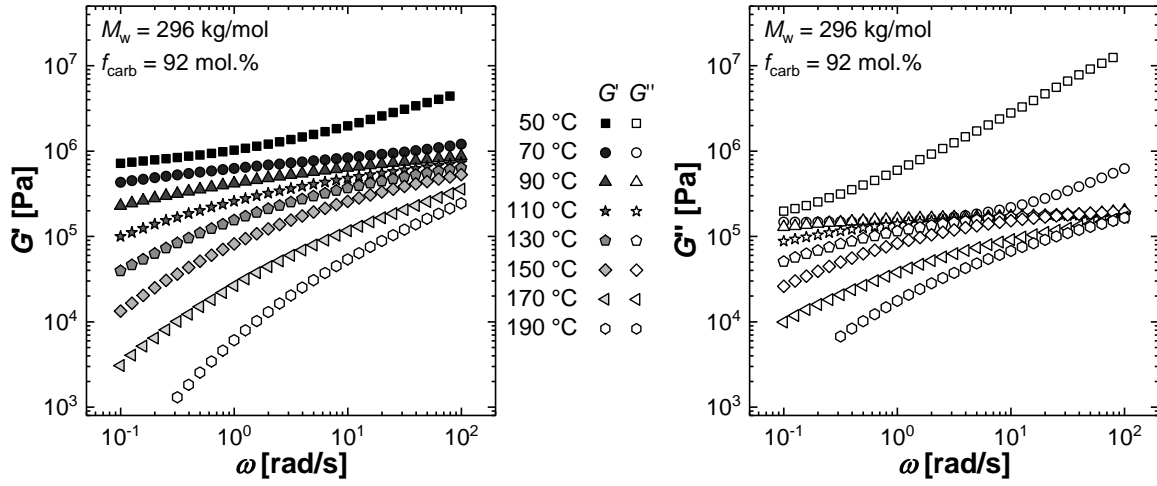 M_w = 296 kg/mol
f_carb = 92 mol.%
G' [Pa]
10^7
10^6
10^5
10^4
10^3
10^-1
10^0
10^1
10^2
ω [rad/s]
G' G''
50 °C
70 °C
90 °C
110 °C
130 °C
150 °C
170 °C
190 °C
M_w = 296 kg/mol
f_carb = 92 mol.%
G'' [Pa]
10^7
10^6
10^5
10^4
10^3
10^-1
10^0
10^1
10^2
ω [rad/s]